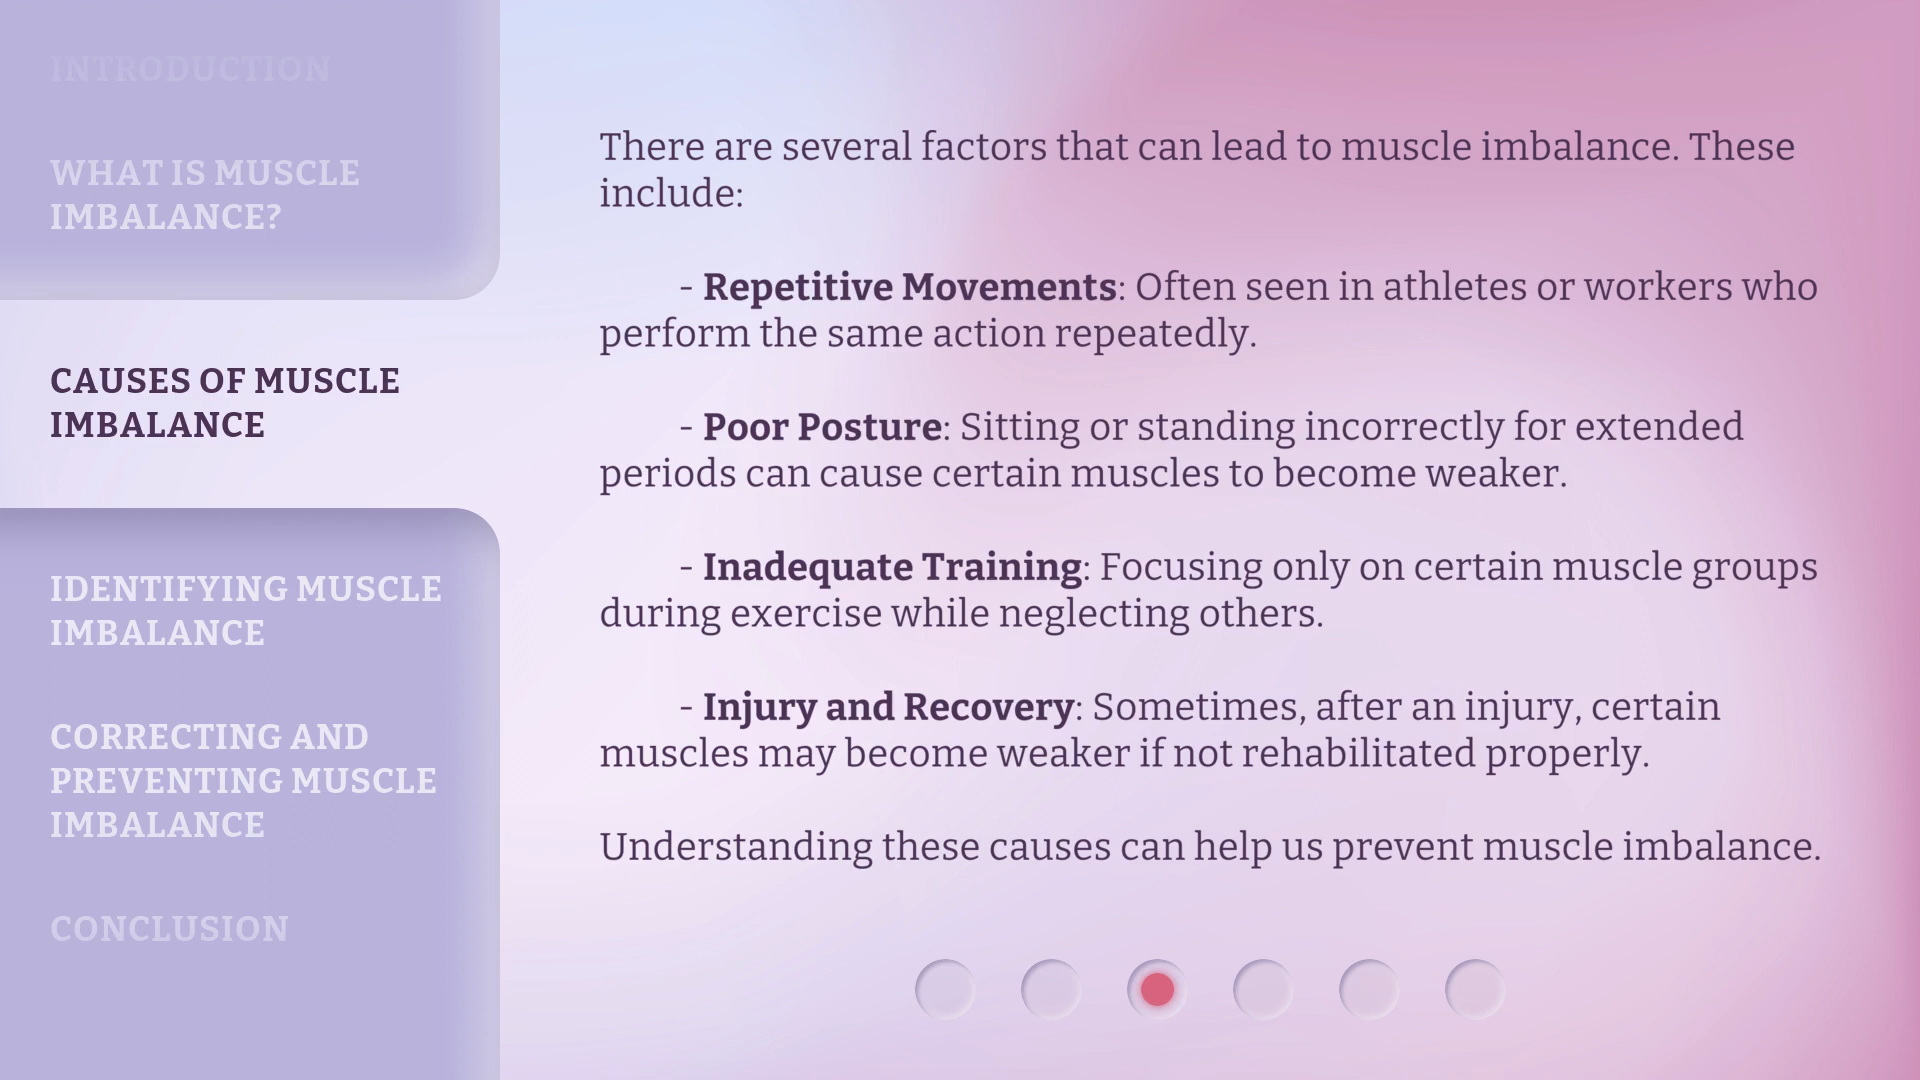 INTRODUCTION
WHAT IS MUSCLE
IMBALANCE?
CAUSES OF MUSCLE
IMBALANCE
IDENTIFYING MUSCLE
IMBALANCE
CORRECTING AND
PREVENTING MUSCLE
IMBALANCE
CONCLUSION
There are several factors that can lead to muscle imbalance. These
include:
- Repetitive Movements: Often seen in athletes or workers who
perform the same action repeatedly.
- Poor Posture: Sitting or standing incorrectly for extended
periods can cause certain muscles to become weaker.
- Inadequate Training: Focusing only on certain muscle groups
during exercise while neglecting others.
- Injury and Recovery: Sometimes, after an injury, certain
muscles may become weaker if not rehabilitated properly.
Understanding these causes can help us prevent muscle imbalance.